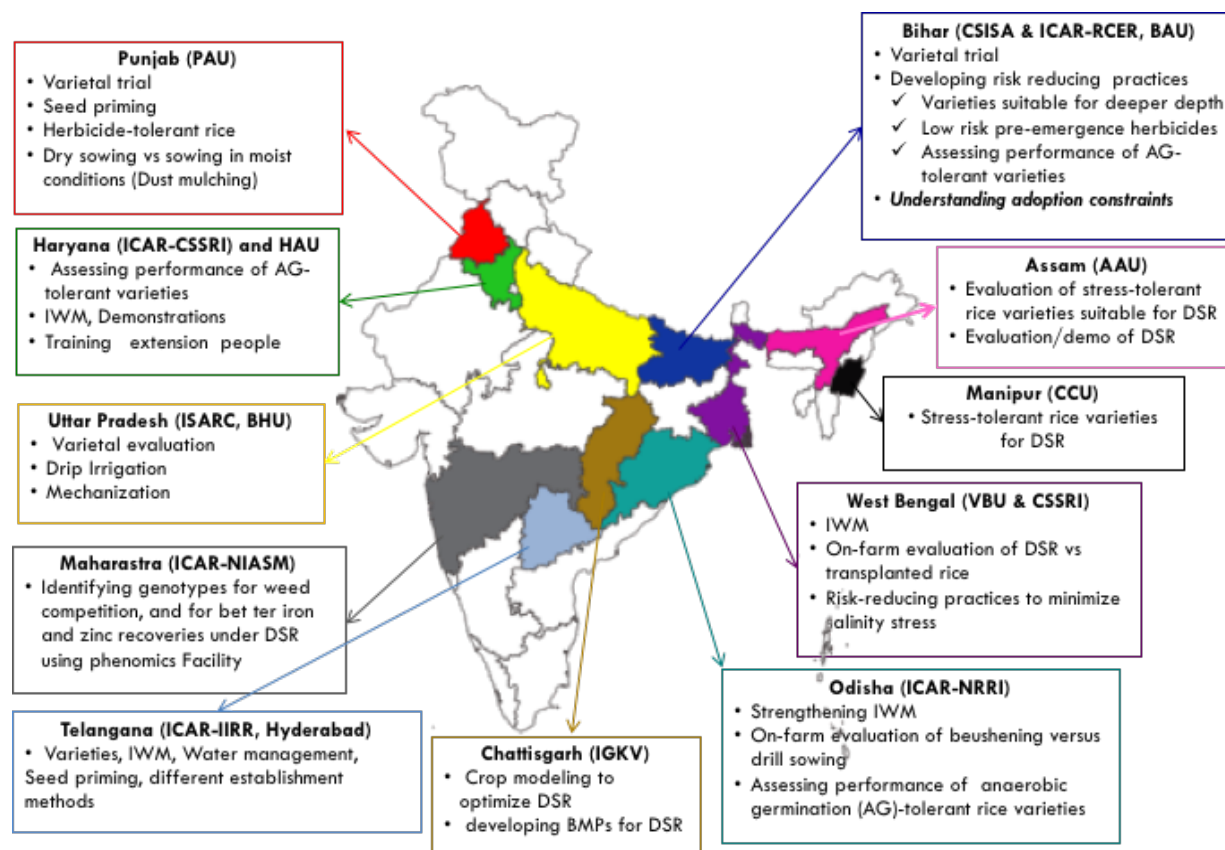 Punjab (PAU)
• Varietal trial
• Seed priming
• Herbicide-tolerant rice
• Dry sowing vs sowing in moist
conditions (Dust mulching)
Bihar (CSISA & ICAR-RCER, BAU)
• Varietal trial
• Developing risk reducing practices
✓ Varieties suitable for deeper depth
✓ Low risk pre-emergence herbicides
✓ Assessing performance of AG-
tolerant varieties
• Understanding adoption constraints
Haryana (ICAR-CSSRI) and HAU
• Assessing performance of AG-
tolerant varieties
• IWM, Demonstrations
• Training extension people
Assam (AAU)
• Evaluation of stress-tolerant
rice varieties suitable for DSR
• Evaluation/demo of DSR
Manipur (CCU)
• Stress-tolerant rice varieties
for DSR
Uttar Pradesh (ISARC, BHU)
• Varietal evaluation
• Drip Irrigation
• Mechanization
West Bengal (VBU & CSSRI)
• IWM
• On-farm evaluation of DSR vs
transplanted rice
• Risk-reducing practices to minimize
salinity stress
Maharastra (ICAR-NIASM)
• Identifying genotypes for weed
competition, and for bet ter iron
and zinc recoveries under DSR
using phenomics Facility
Odisha (ICAR-NRRI)
• Strengthening IWM
• On-farm evaluation of beushening versus
drill sowing
• Assessing performance of anaerobic
germination (AG)-tolerant rice varieties
Telangana (ICAR-IIRR, Hyderabad)
• Varieties, IWM, Water management,
Seed priming, different establishment
methods
Chattisgarh (IGKV)
• Crop modeling to
optimize DSR
• developing BMPs for DSR